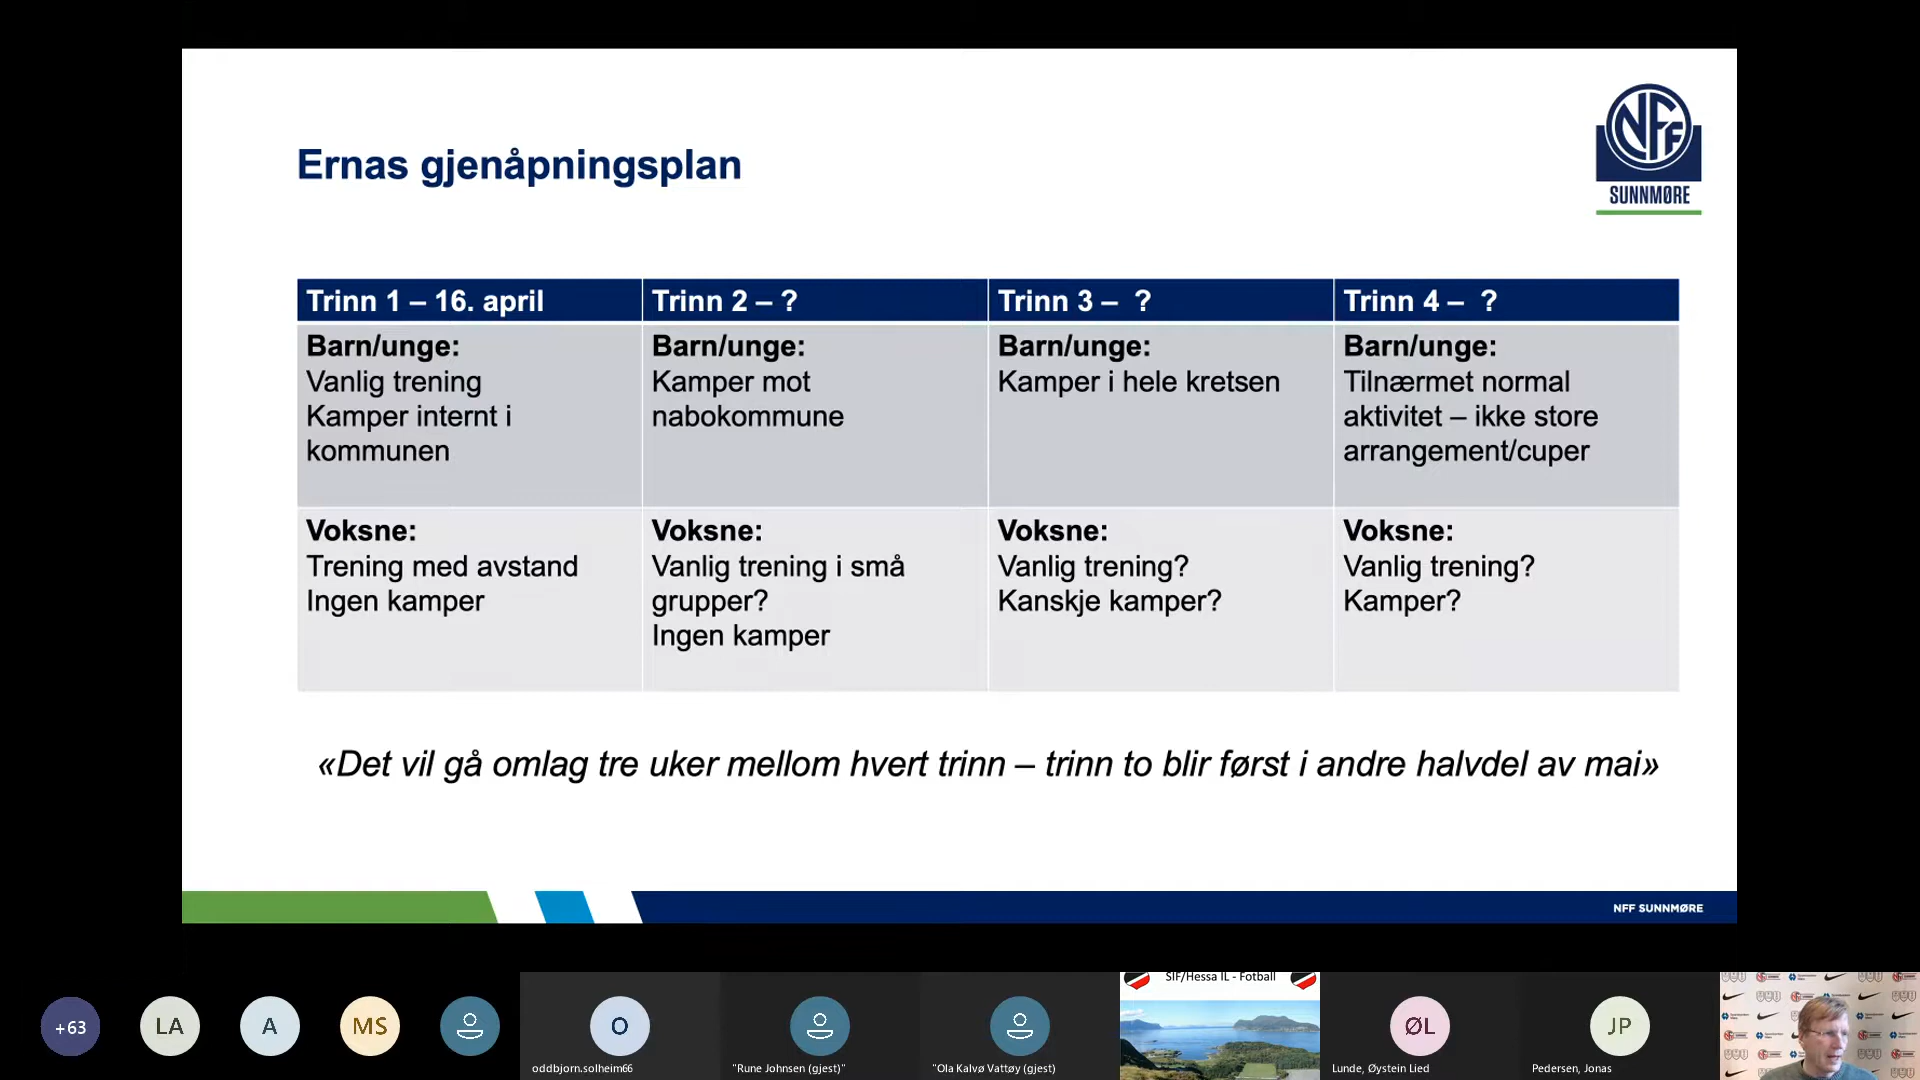 Ernas gjenåpningsplan
NFF
SUNNMØRE
Trinn 1 – 16. april
Trinn 2 – ?
Trinn 3 – ?
Trinn 4 – ?
Barn/unge:
Vanlig trening
Kamper internt i
kommunen
Barn/unge:
Kamper mot
nabokommune
Barn/unge:
Kamper i hele kretsen
Barn/unge:
Tilnærmet normal
aktivitet – ikke store
arrangement/cuper
Voksne:
Trening med avstand
Ingen kamper
Voksne:
Vanlig trening i små
grupper?
Ingen kamper
Voksne:
Vanlig trening?
Kanskje kamper?
Voksne:
Vanlig trening?
Kamper?
«Det vil gå omlag tre uker mellom hvert trinn – trinn to blir først i andre halvdel av mai»
NFF SUNNMØRE
+63
LA
A
MS
O
oddbjorn.solheim66
"Rune Johnsen (gjest)"
"Ola Kalvø Vattøy (gjest)
SIF/Hessa IL - Fotball
ØL
Lunde, Øystein Lied
JP
Pedersen, Jonas